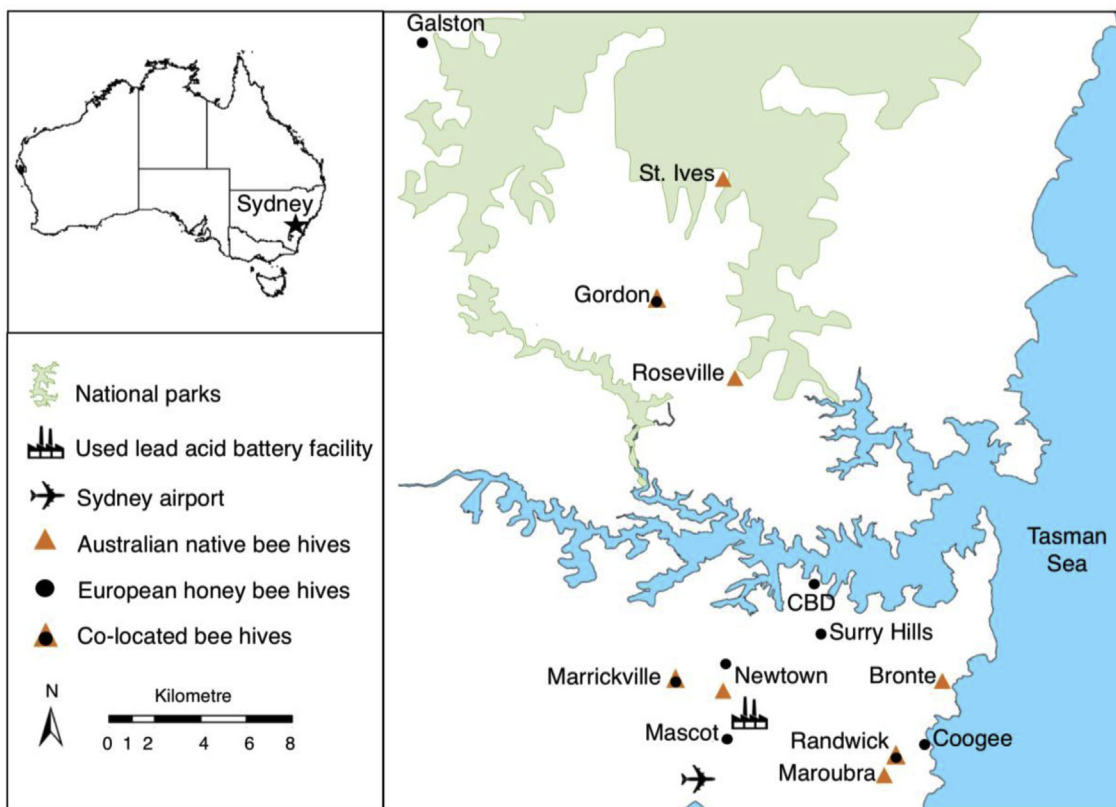 Sydney
National parks
Used lead acid battery facility
Sydney airport
Australian native bee hives
European honey bee hives
Co-located bee hives
N
Kilometre
0 1 2 4 6 8
Galston
St. Ives
Gordon
Roseville
Tasman
Sea
CBD
Surry Hills
Marrickville
Newtown
Bronte
Mascot
Randwick
Coogee
Maroubra